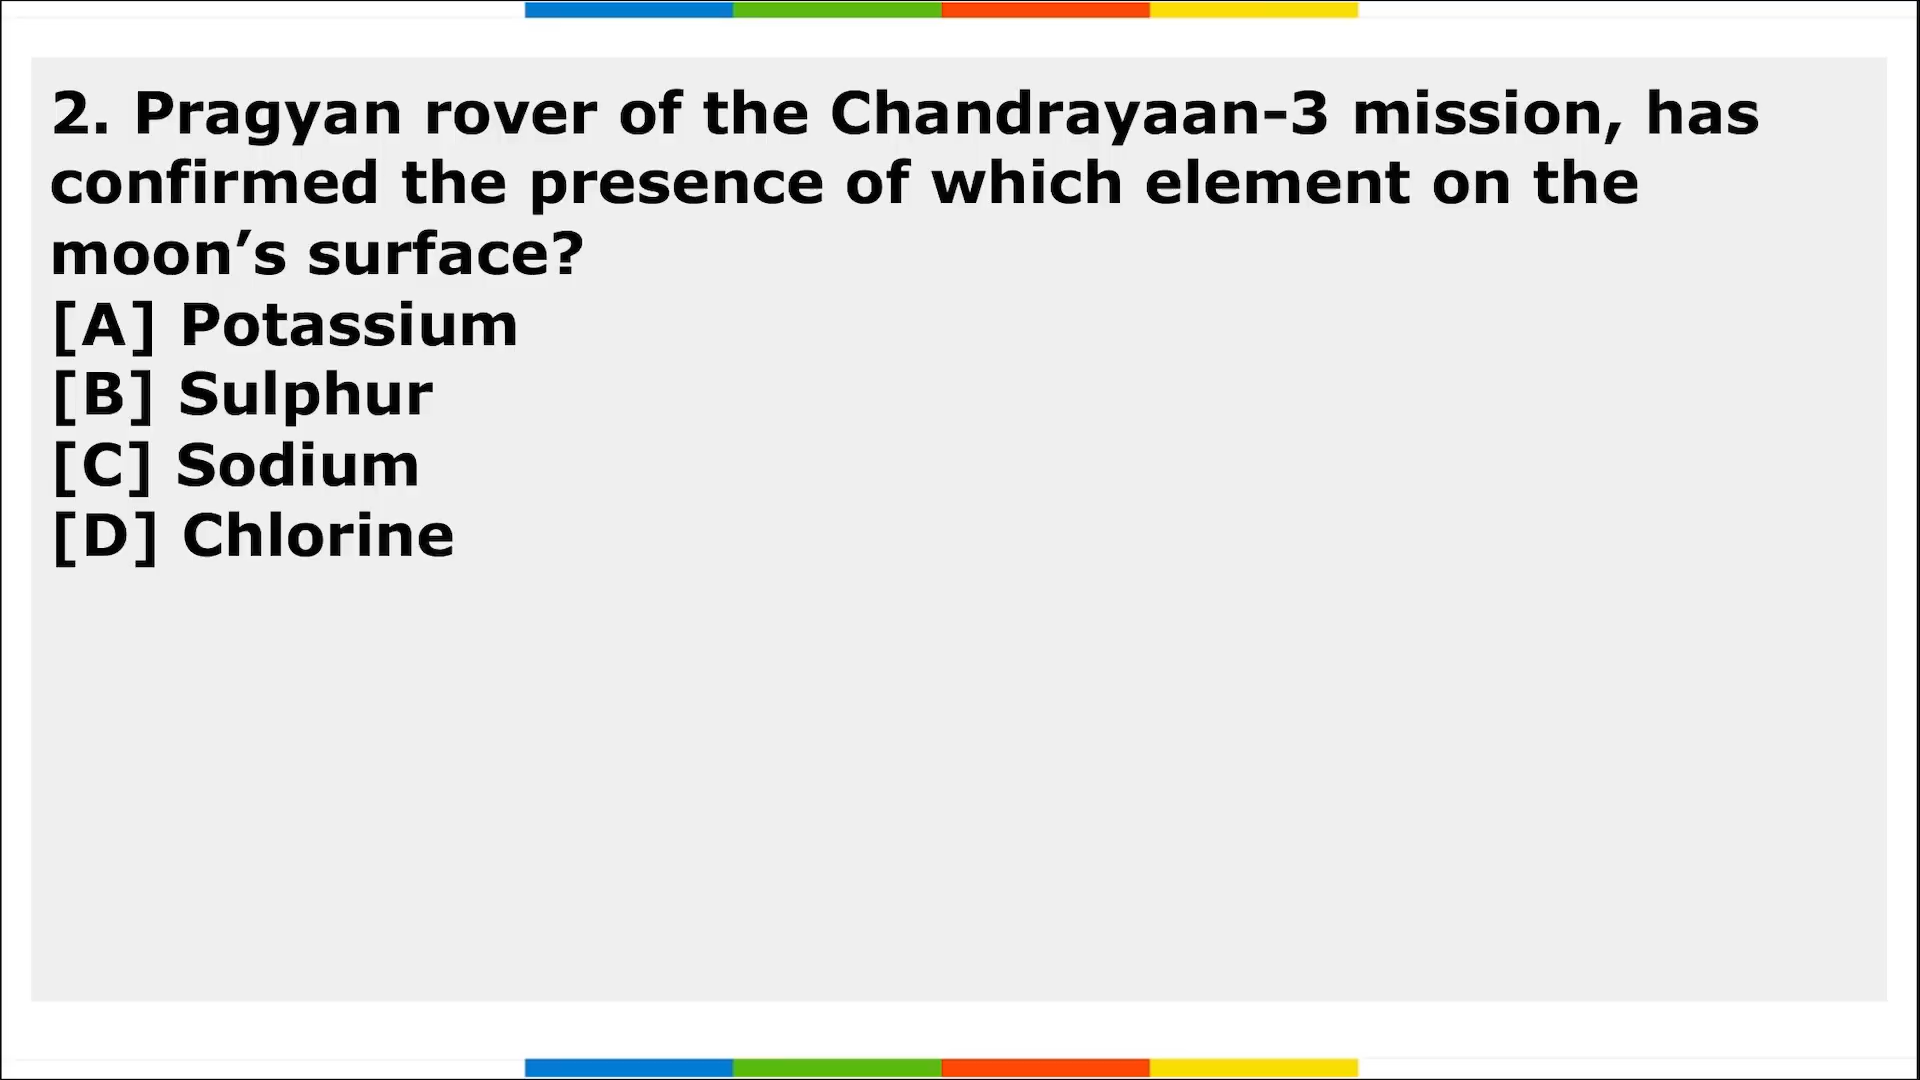 2. Pragyan rover of the Chandrayaan-3 mission, has
confirmed the presence of which element on the
moon’s surface?
[A] Potassium
[B] Sulphur
[C] Sodium
[D] Chlorine